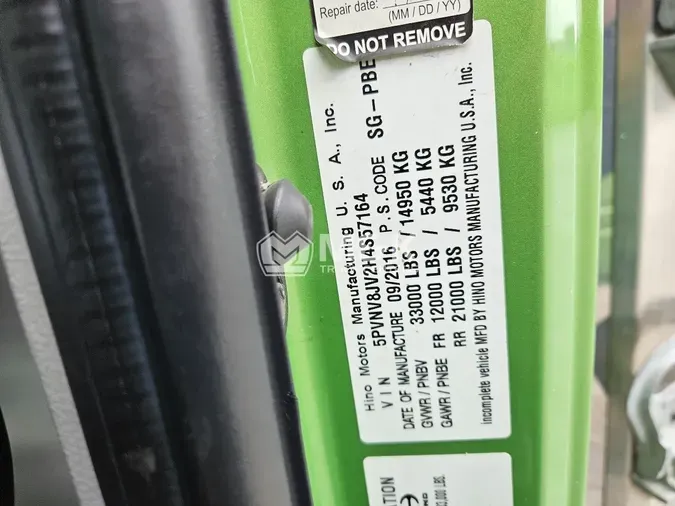 Repair date:
(MM / DD / YY)
DO NOT REMOVE
Hino Motors Manufacturing U. S. A., Inc.
VIN 5PVNV8JV2H4S57164
DATE OF MANUFACTURE 09/2016 P.S.CODE SG-PBE
GVWR / PNBV 33000 LBS / 14950 KG
GAWR / PNBE FR 12000 LBS / 5440 KG
RR 21000 LBS / 9530 KG
incomplete vehicle MFD BY HINO MOTORS MANUFACTURING U.S.A., Inc.